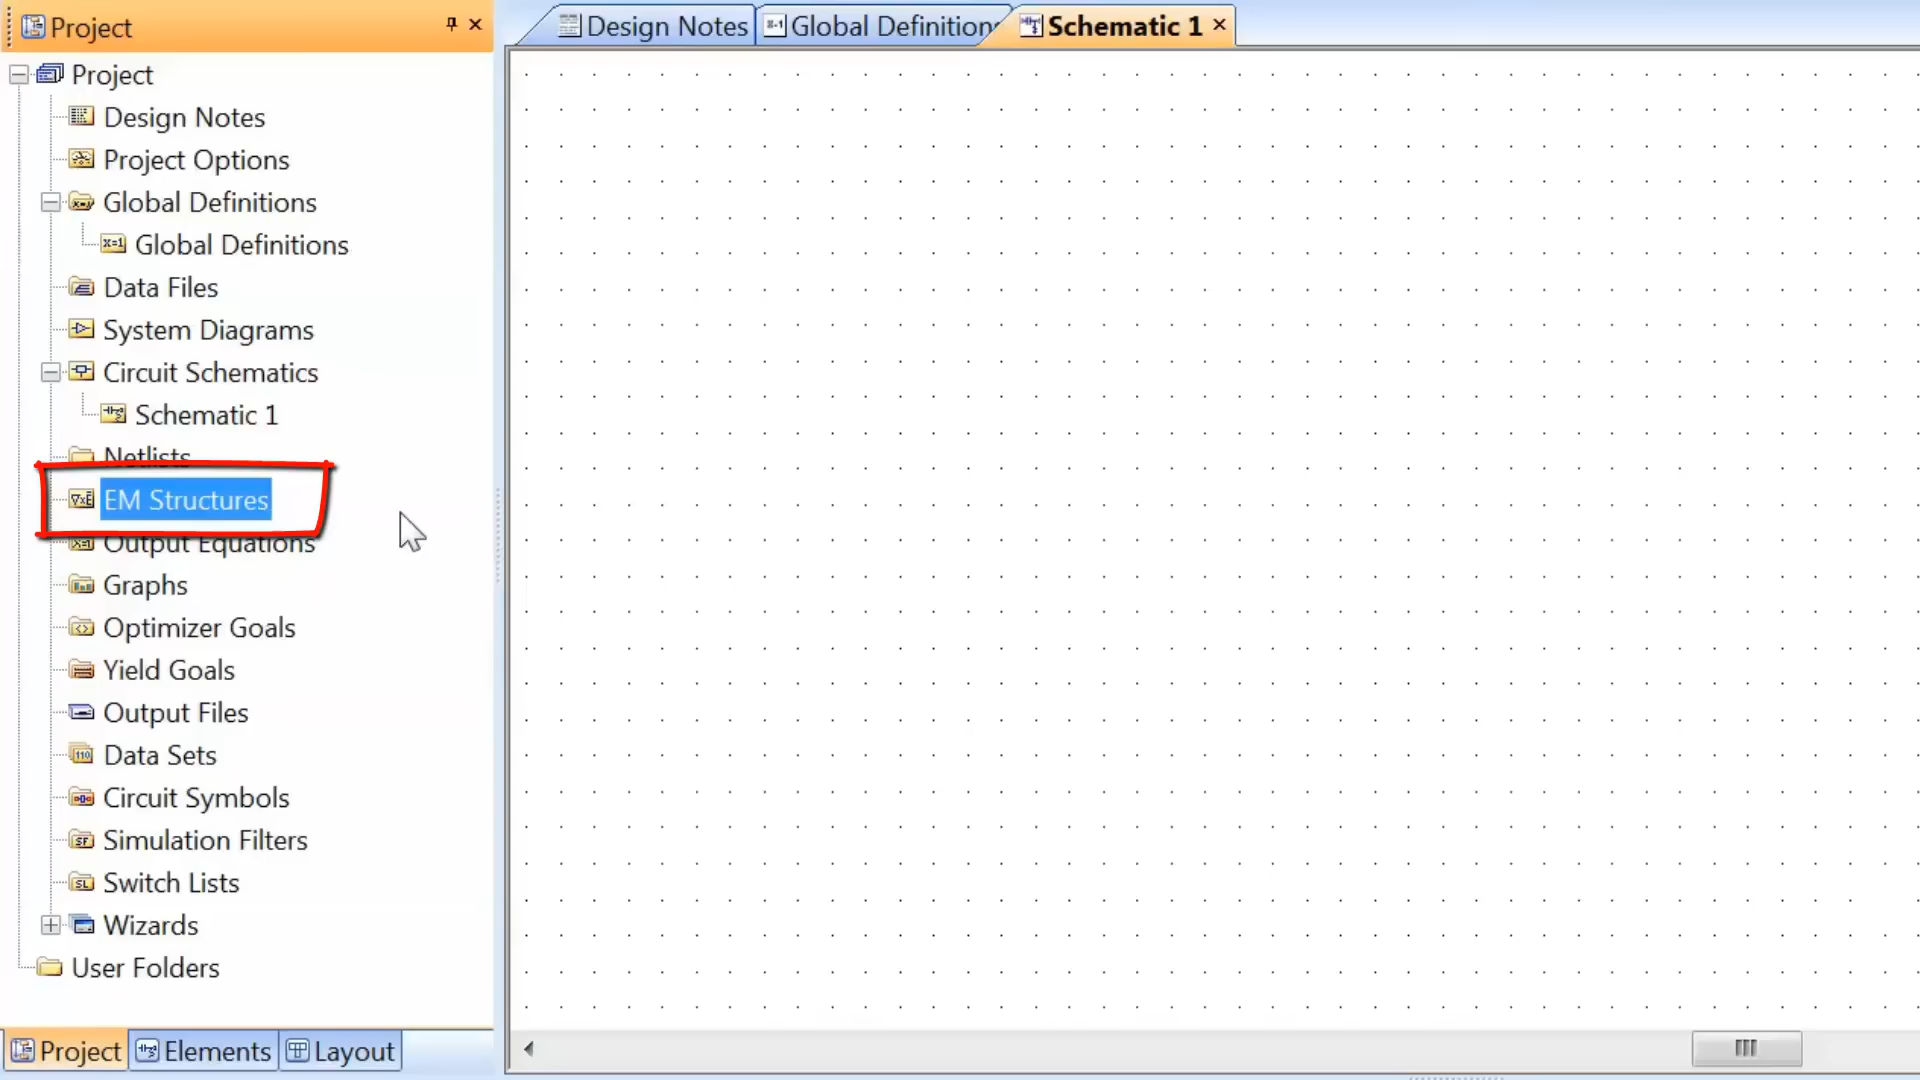 Project
Design Notes
Global Definition
Schematic 1
Project
Design Notes
Project Options
Global Definitions
Global Definitions
Data Files
System Diagrams
Circuit Schematics
Schematic 1
Netlists
EM Structures
Output Equations
Graphs
Optimizer Goals
Yield Goals
Output Files
Data Sets
Circuit Symbols
Simulation Filters
Switch Lists
Wizards
User Folders
Project
Elements
Layout